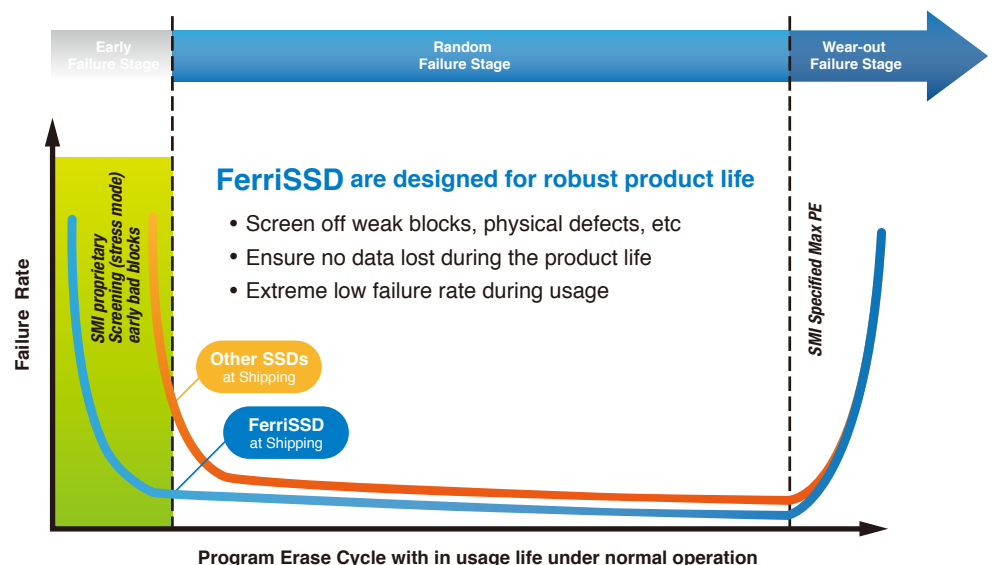 Early
Failure Stage
Random
Failure Stage
Wear-out
Failure Stage
Failure Rate
SMI proprietary
Screening (stress mode)
early bad blocks
FerriSSD are designed for robust product life
• Screen off weak blocks, physical defects, etc
• Ensure no data lost during the product life
• Extreme low failure rate during usage
SMI Specified Max PE
Other SSDs
at Shipping
FerriSSD
at Shipping
Program Erase Cycle with in usage life under normal operation